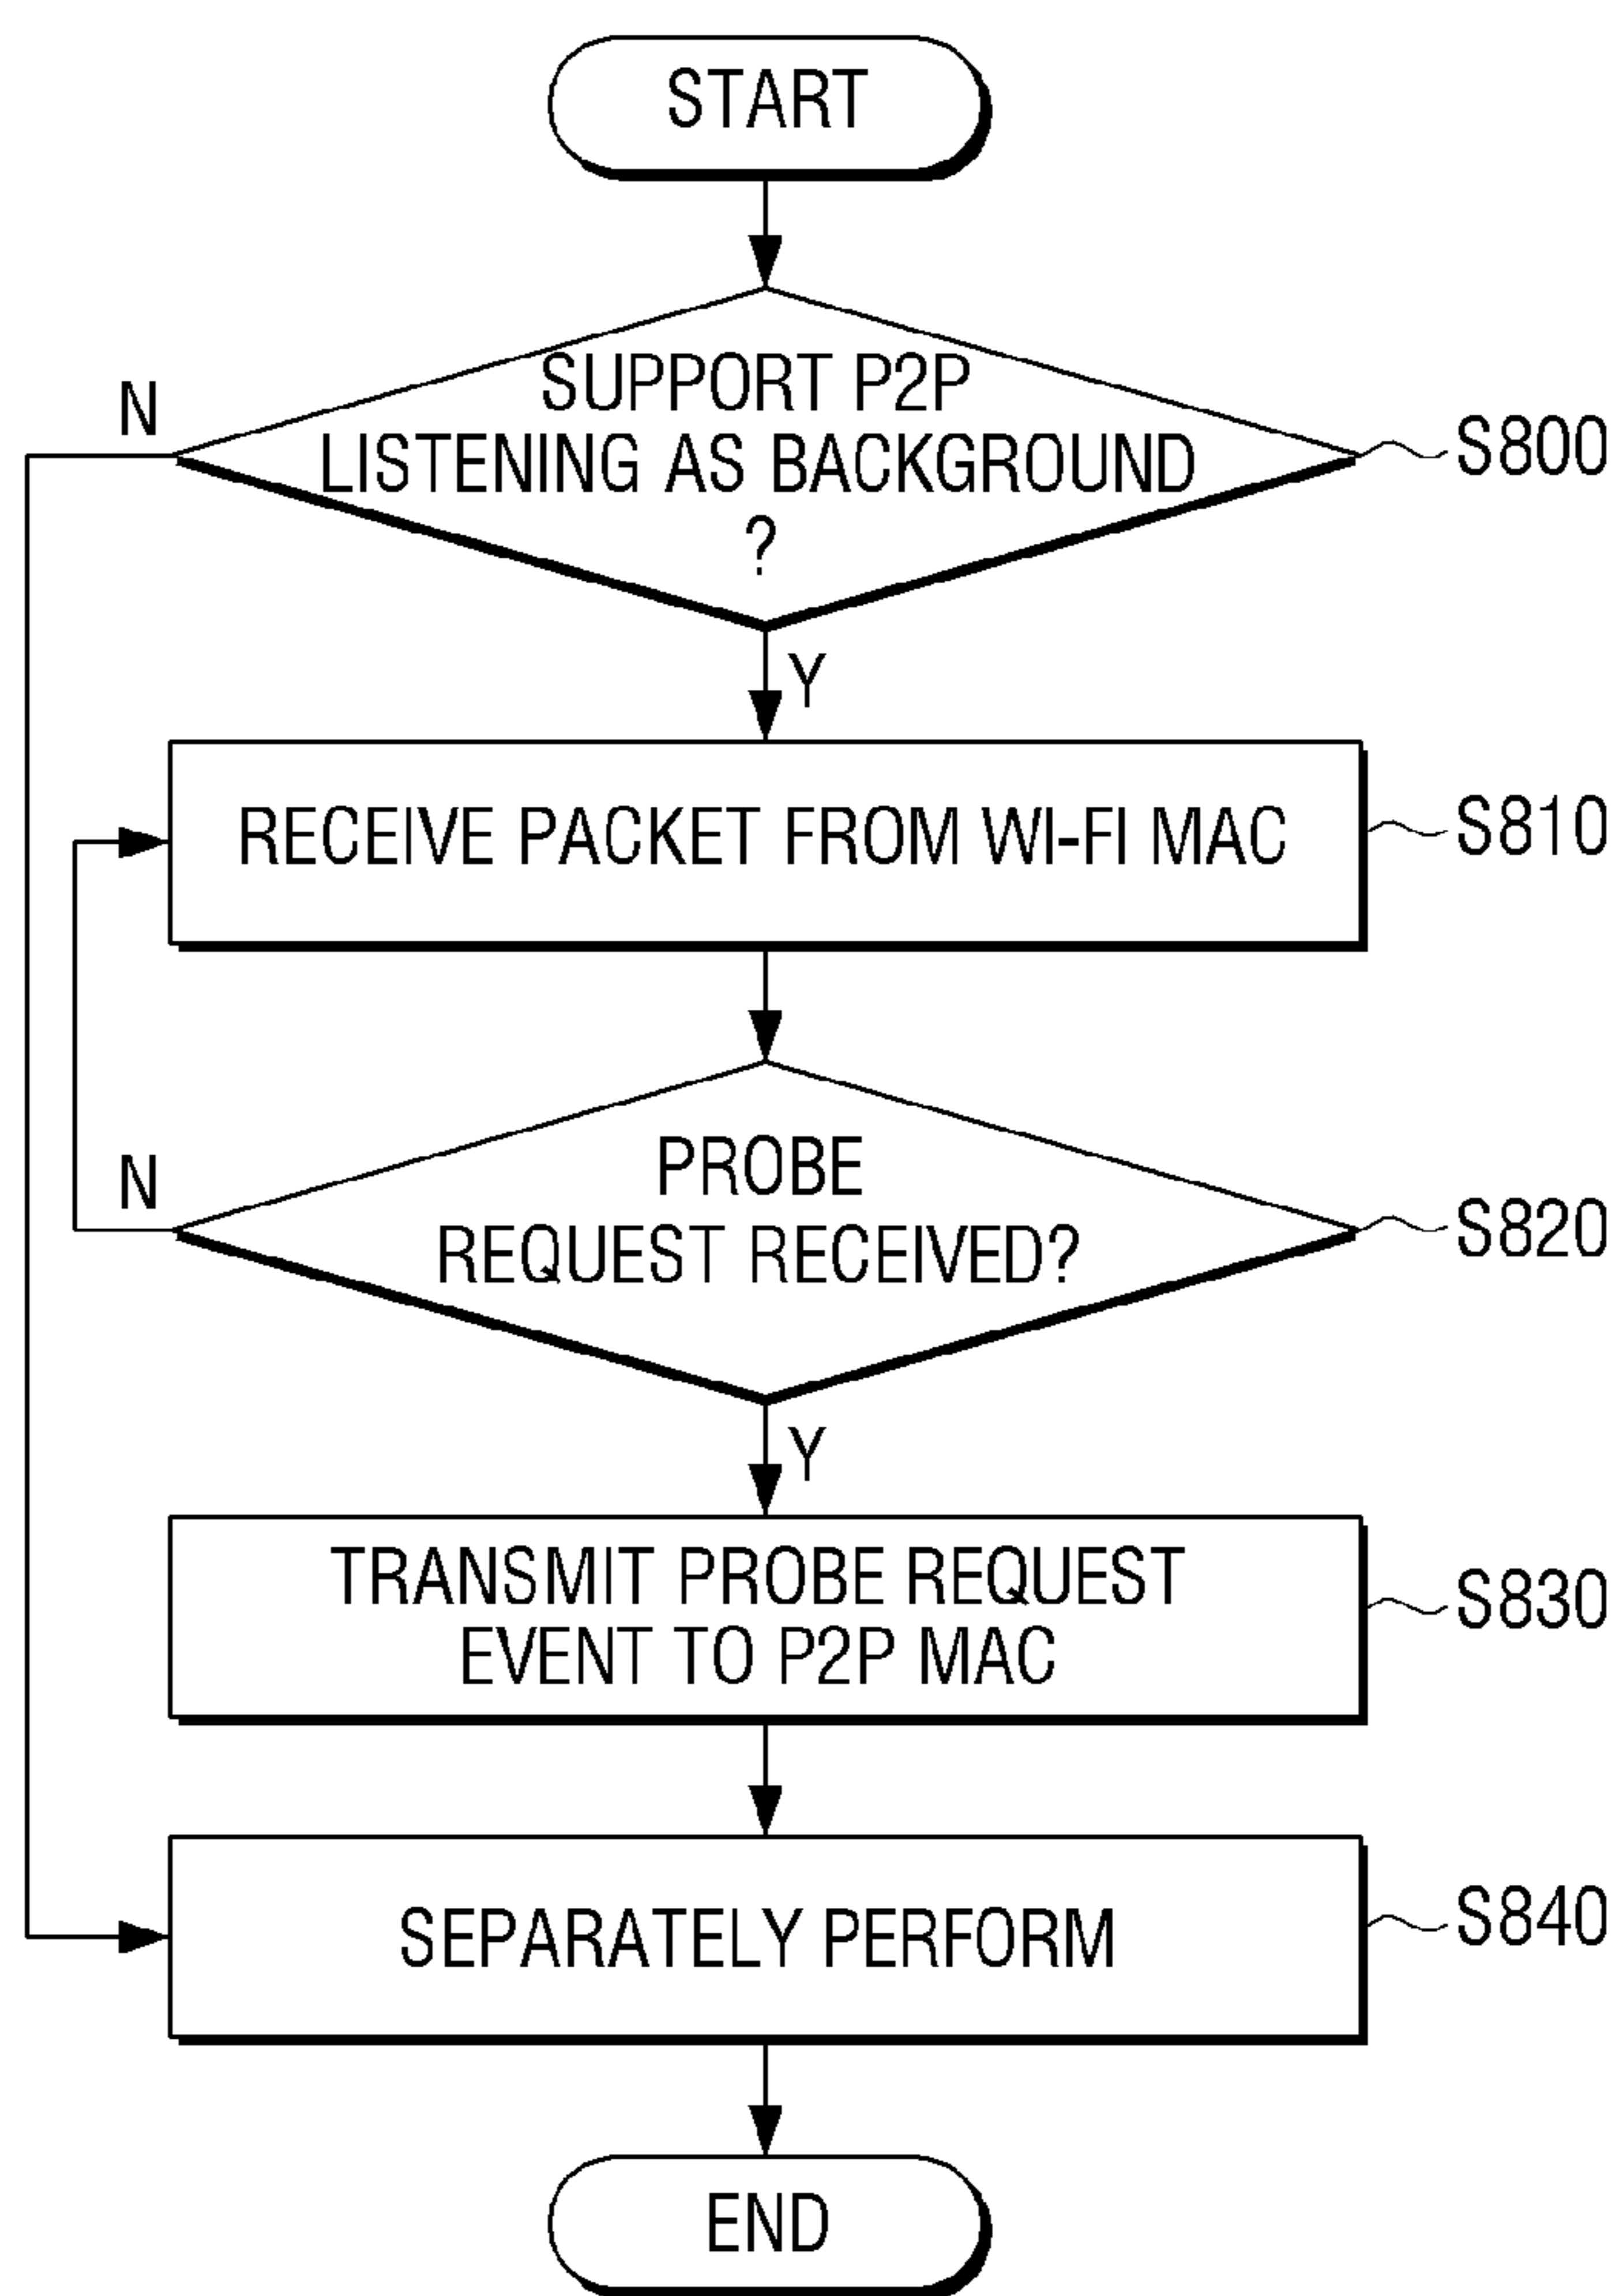 START
SUPPORT P2P
N
LISTENING AS BACKGROUND
S800
?
Y
RECEIVE PACKET FROM WI-FI MAC
S810
PROBE
N
REQUEST RECEIVED?
S820
Y
TRANSMIT PROBE REQUEST
EVENT TO P2P MAC
S830
SEPARATELY PERFORM
S840
END